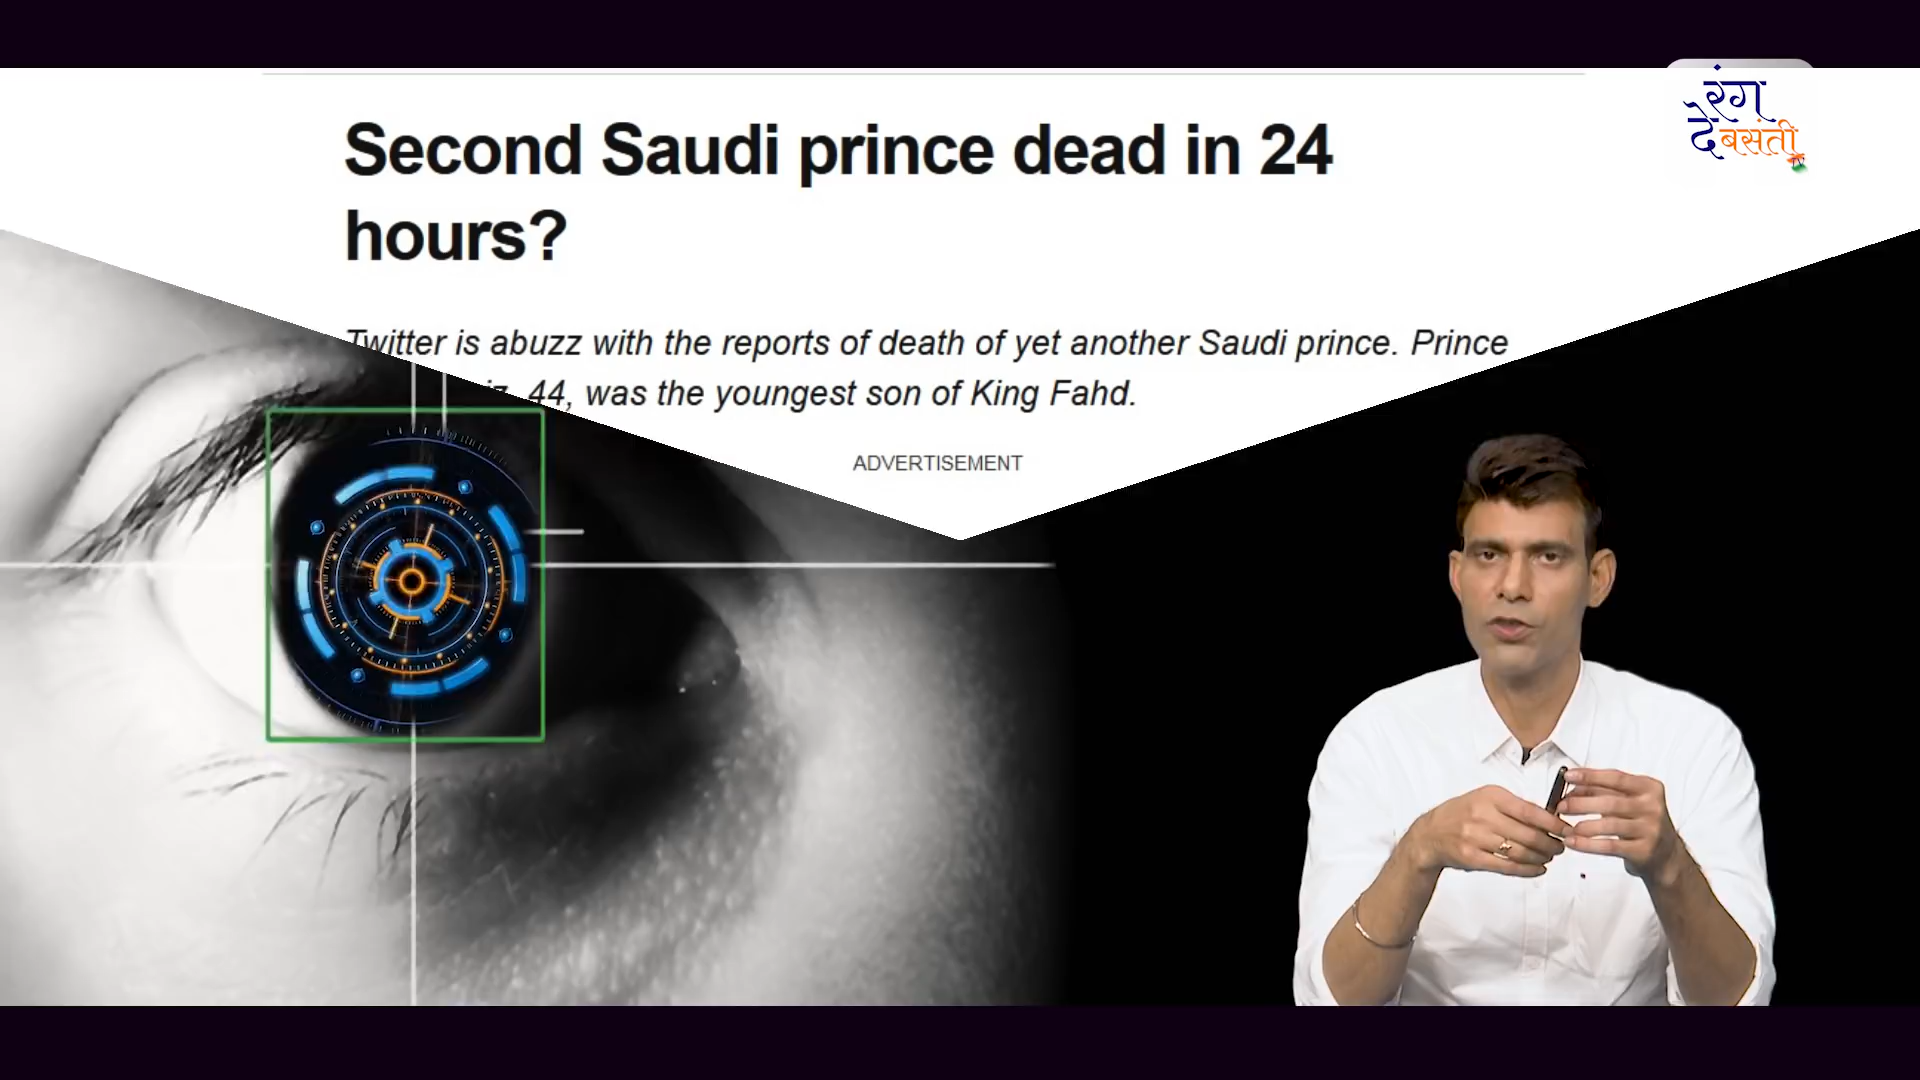 रंग
दे बसंती
Second Saudi prince dead in 24
hours?
Twitter is abuzz with the reports of death of yet another Saudi prince. Prince
44, was the youngest son of King Fahd.
ADVERTISEMENT